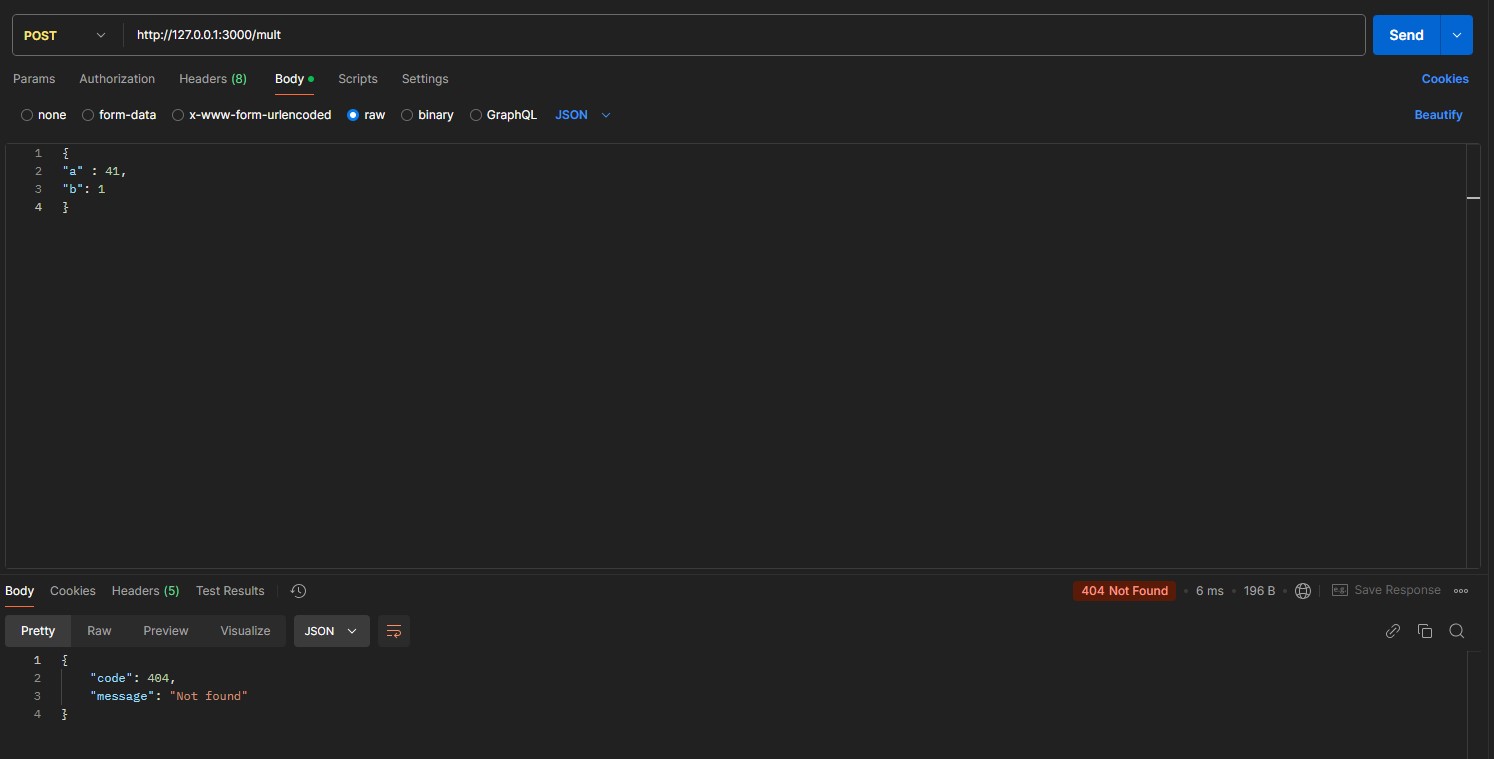 POST http://127.0.0.1:3000/mult Send
Params Authorization Headers (8) Body Scripts Settings Cookies
none form-data x-www-form-urlencoded raw binary GraphQL JSON Beautify
1 {
2 "a" : 41,
3 "b": 1
4 }
Body Cookies Headers (5) Test Results 404 Not Found 6 ms 196 B Save Response
Pretty Raw Preview Visualize JSON
1 {
2 "code": 404,
3 "message": "Not found"
4 }